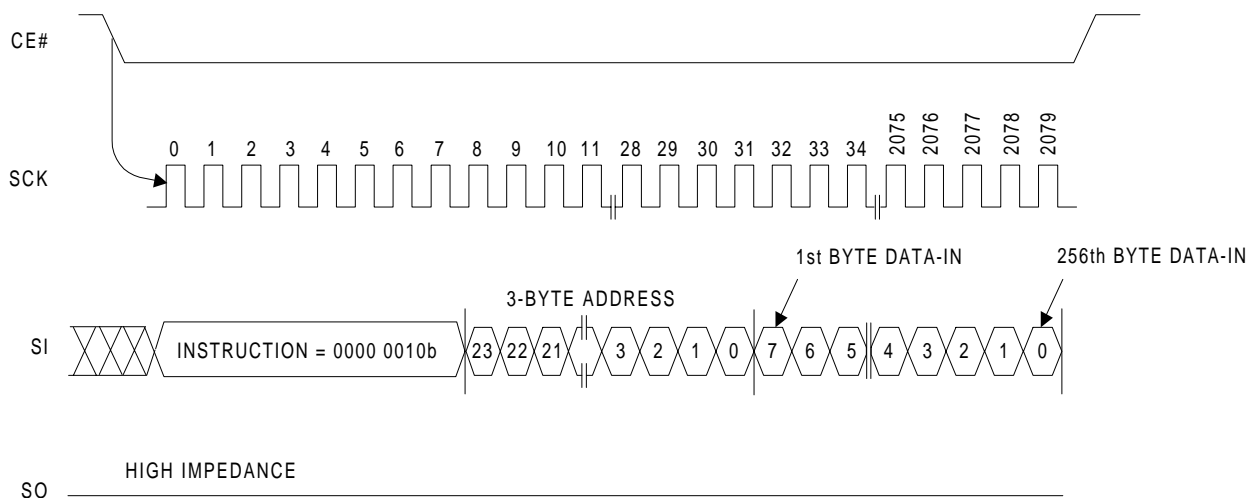 CE#
SCK
0 1 2 3 4 5 6 7 8 9 10 11 28 29 30 31 32 33 34 2075 2076 2077 2078 2079
1st BYTE DATA-IN
256th BYTE DATA-IN
3-BYTE ADDRESS
SI
INSTRUCTION = 0000 0010b 23 22 21 3 2 1 0 7 6 5 4 3 2 1 0
HIGH IMPEDANCE
SO